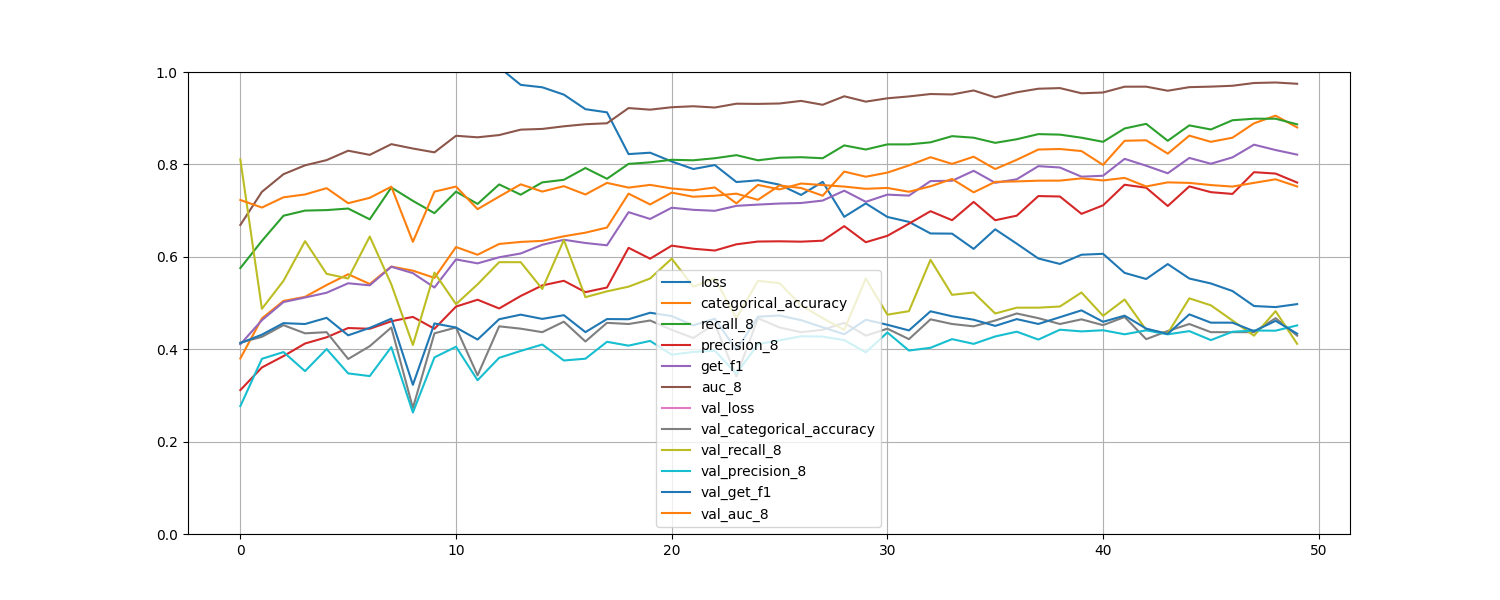 1.0
0.8
0.6
0.4
0.2
0.0
loss
categorical_accuracy
recall_8
precision_8
get_f1
auc_8
val_loss
val_categorical_accuracy
val_recall_8
val_precision_8
val_get_f1
val_auc_8
0 10 20 30 40 50